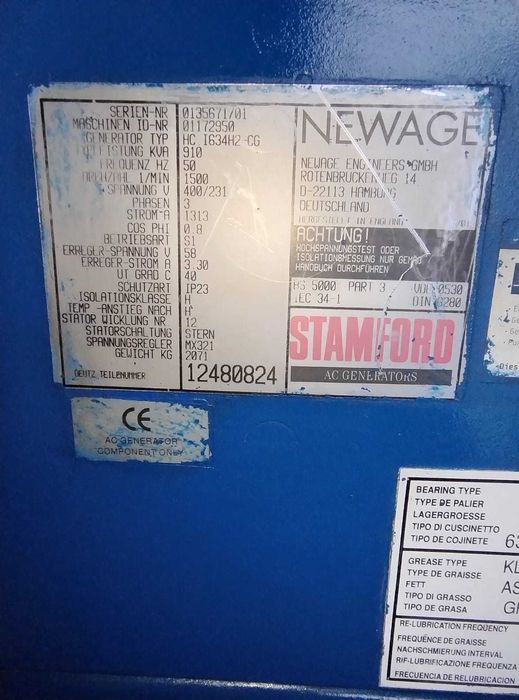 SERIEN-NR 0135671/01
MASCHINEN ID-NR 01172950
GENERATOR TYP HC I634H2-CG
LEISTUNG KVA 910
FREQUENZ HZ 50
DREHZAHL 1/MIN 1500
SPANNUNG V 400/231
PHASEN 3
STROM A 1313
COS PHI 0.8
BETRIEBSART S1
ERREGER-SPANNUNG V 58
ERREGER-STROM A 3.30
UT GRAD C 40
SCHUTZART IP23
ISOLATIONSKLASSE H
TEMP -ANSTIEG NACH H
STATOR WICKLUNG NR 12
STATORSCHALTUNG STERN
SPANNUNGSREGLER MX321
GEWICHT KG 2071
DEUTZ TEILENUMMER 12480824
NEWAGE
NEWAGE ENGINEERS GMBH
ROTENBRUCKENWEG 14
D-22113 HAMBURG
DEUTSCHLAND
HERGESTELLT IN ENGLAND
ACHTUNG!
HOCHSPANNUNGSTEST ODER
ISOLATIONSMESSUNG NUR GEMAS
HANDBUCH DURCHFUHREN
BS 5000 PART 3 VDE 0530
IEC 34-1 DIN 6280
STAMFORD
AC GENERATORS
CE
AC GENERATOR
COMPONENT ONLY
BEARING TYPE
TYPE DE PALIER
LAGERGROESSE
TIPO DI CUSCINETTO
TIPO DE COJINETE
GREASE TYPE
TYPE DE GRAISSE
FETT
TIPO DI GRASSO
TIPO DE GRASA
RE-LUBRICATION FREQUENCY
FREQUENCE DE GRAISSE
NACHSCHMIERUNG INTERVAL
RIF-LUBRIFICAZIONE FREQUENZA
FRECUENCIA DE RELUBRICACION